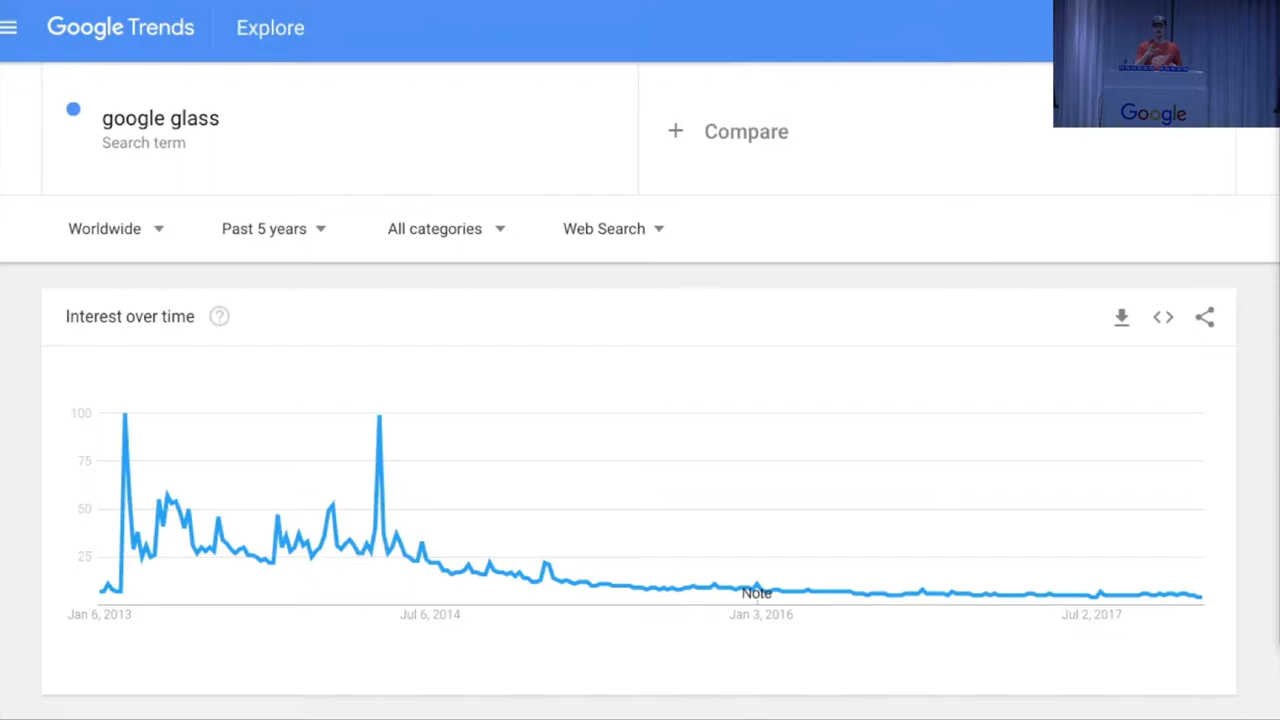 Google Trends Explore
google glass
Search term
+ Compare
Google
Worldwide Past 5 years All categories Web Search
Interest over time ?
100
75
50
25
Note
Jan 6, 2013 Jul 6, 2014 Jan 3, 2016 Jul 2, 2017